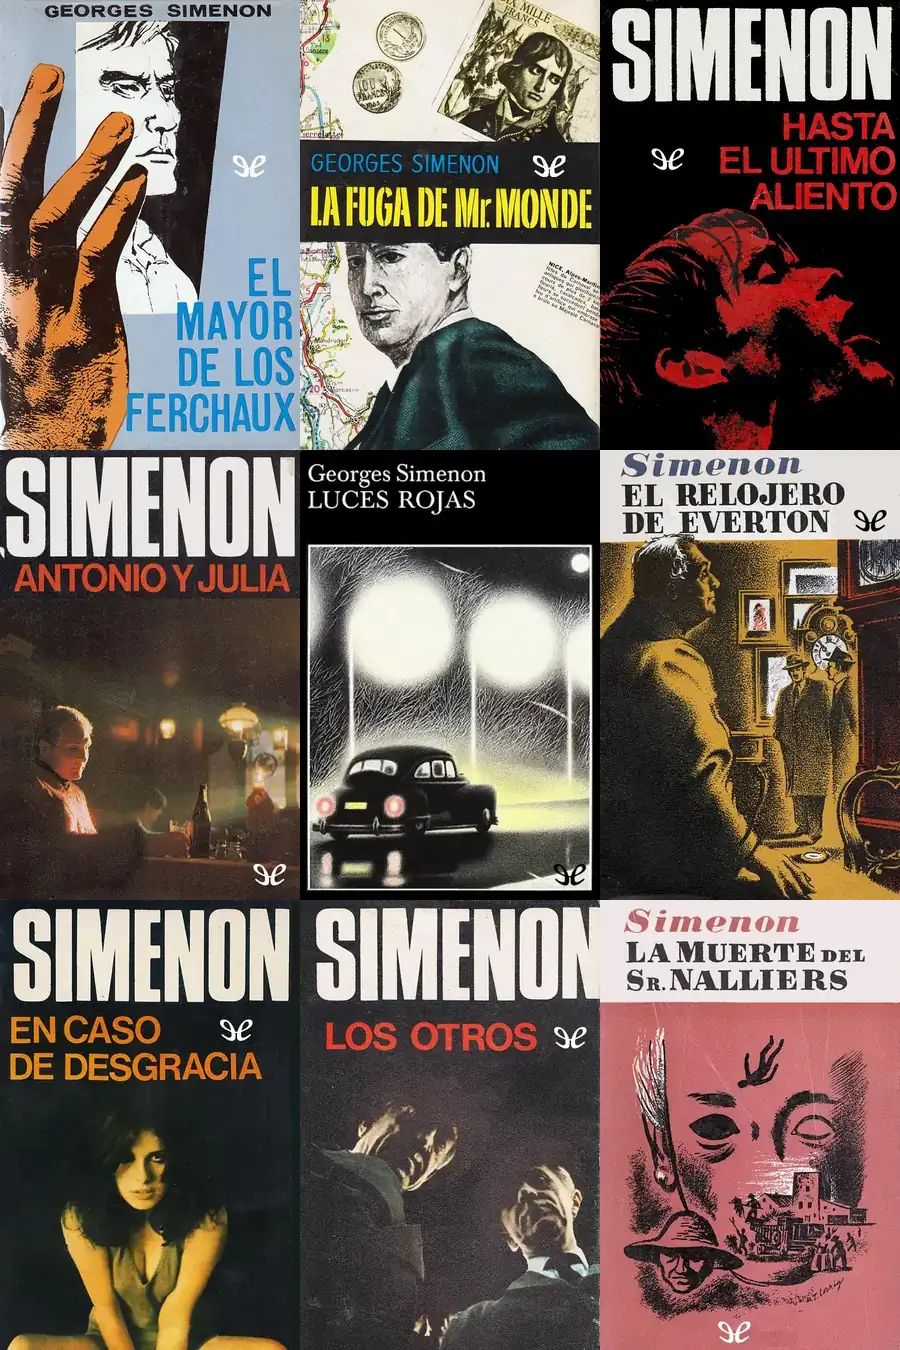 GEORGES SIMENON
EL
MAYOR
DE LOS
FERCHAUX
GEORGES SIMENON
LA FUGA DE Mr. MONDE
SIMENON
HASTA
EL ULTIMO
ALIENTO
SIMENON
ANTONIO Y JULIA
Georges Simenon
LUCES ROJAS
Simenon
EL RELOJERO
DE EVERTON
SIMENON
EN CASO
DE DESGRACIA
SIMENON
LOS OTROS
Simenon
LA MUERTE DEL
SR. NALLIERS